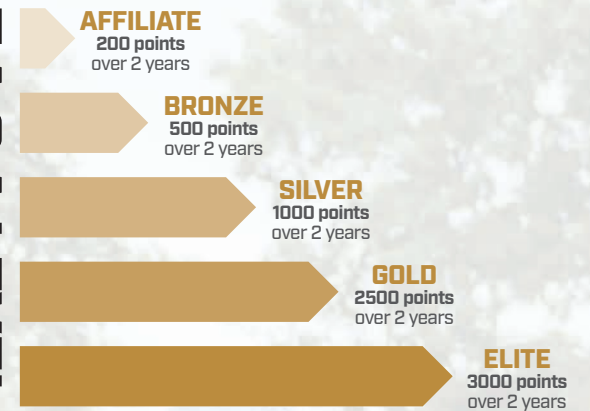 AFFILIATE
200 points
over 2 years
BRONZE
500 points
over 2 years
SILVER
1000 points
over 2 years
GOLD
2500 points
over 2 years
ELITE
3000 points
over 2 years